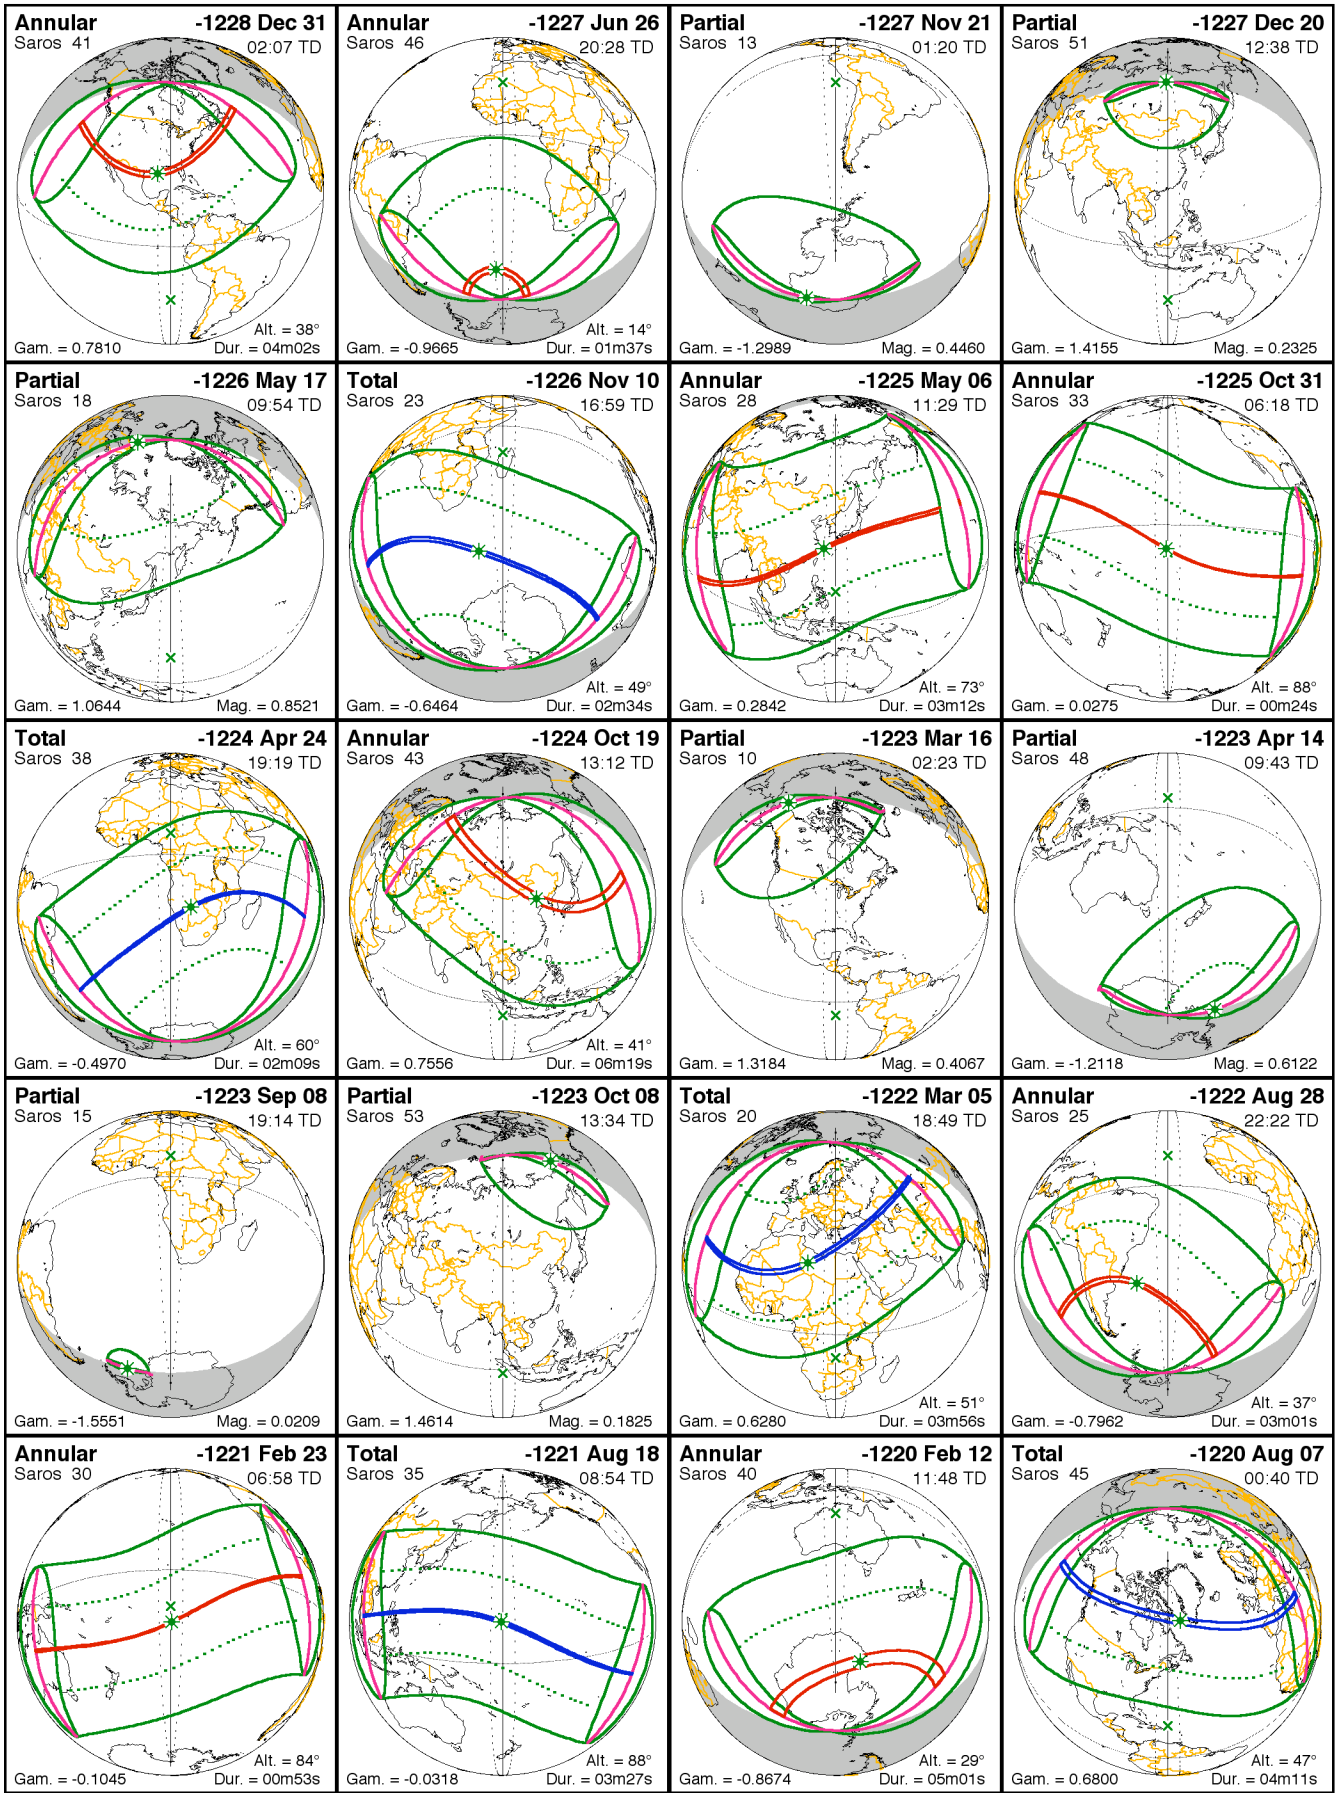 Annular -1228 Dec 31
Saros 41 02:07 TD
Alt. = 38°
Gam. = 0.7810 Dur. = 04m02s
Annular -1227 Jun 26
Saros 46 20:28 TD
Alt. = 14°
Gam. = -0.9665 Dur. = 01m37s
Partial -1227 Nov 21
Saros 13 01:20 TD
Gam. = -1.2989 Mag. = 0.4460
Partial -1227 Dec 20
Saros 51 12:38 TD
Gam. = 1.4155 Mag. = 0.2325
Partial -1226 May 17
Saros 18 09:54 TD
Gam. = 1.0644 Mag. = 0.8521
Total -1226 Nov 10
Saros 23 16:59 TD
Alt. = 49°
Gam. = -0.6464 Dur. = 02m34s
Annular -1225 May 06
Saros 28 11:29 TD
Alt. = 73°
Gam. = 0.2842 Dur. = 03m12s
Annular -1225 Oct 31
Saros 33 06:18 TD
Alt. = 88°
Gam. = 0.0275 Dur. = 00m24s
Total -1224 Apr 24
Saros 38 19:19 TD
Alt. = 60°
Gam. = -0.4970 Dur. = 02m09s
Annular -1224 Oct 19
Saros 43 13:12 TD
Alt. = 41°
Gam. = 0.7556 Dur. = 06m19s
Partial -1223 Mar 16
Saros 10 02:23 TD
Gam. = 1.3184 Mag. = 0.4067
Partial -1223 Apr 14
Saros 48 09:43 TD
Gam. = -1.2118 Mag. = 0.6122
Partial -1223 Sep 08
Saros 15 19:14 TD
Gam. = -1.5551 Mag. = 0.0209
Partial -1223 Oct 08
Saros 53 13:34 TD
Gam. = 1.4614 Mag. = 0.1825
Total -1222 Mar 05
Saros 20 18:49 TD
Alt. = 51°
Gam. = 0.6280 Dur. = 03m56s
Annular -1222 Aug 28
Saros 25 22:22 TD
Alt. = 37°
Gam. = -0.7962 Dur. = 03m01s
Annular -1221 Feb 23
Saros 30 06:58 TD
Alt. = 84°
Gam. = -0.1045 Dur. = 00m53s
Total -1221 Aug 18
Saros 35 08:54 TD
Alt. = 88°
Gam. = -0.0318 Dur. = 03m27s
Annular -1220 Feb 12
Saros 40 11:48 TD
Alt. = 29°
Gam. = -0.8674 Dur. = 05m01s
Total -1220 Aug 07
Saros 45 00:40 TD
Alt. = 47°
Gam. = 0.6800 Dur. = 04m11s